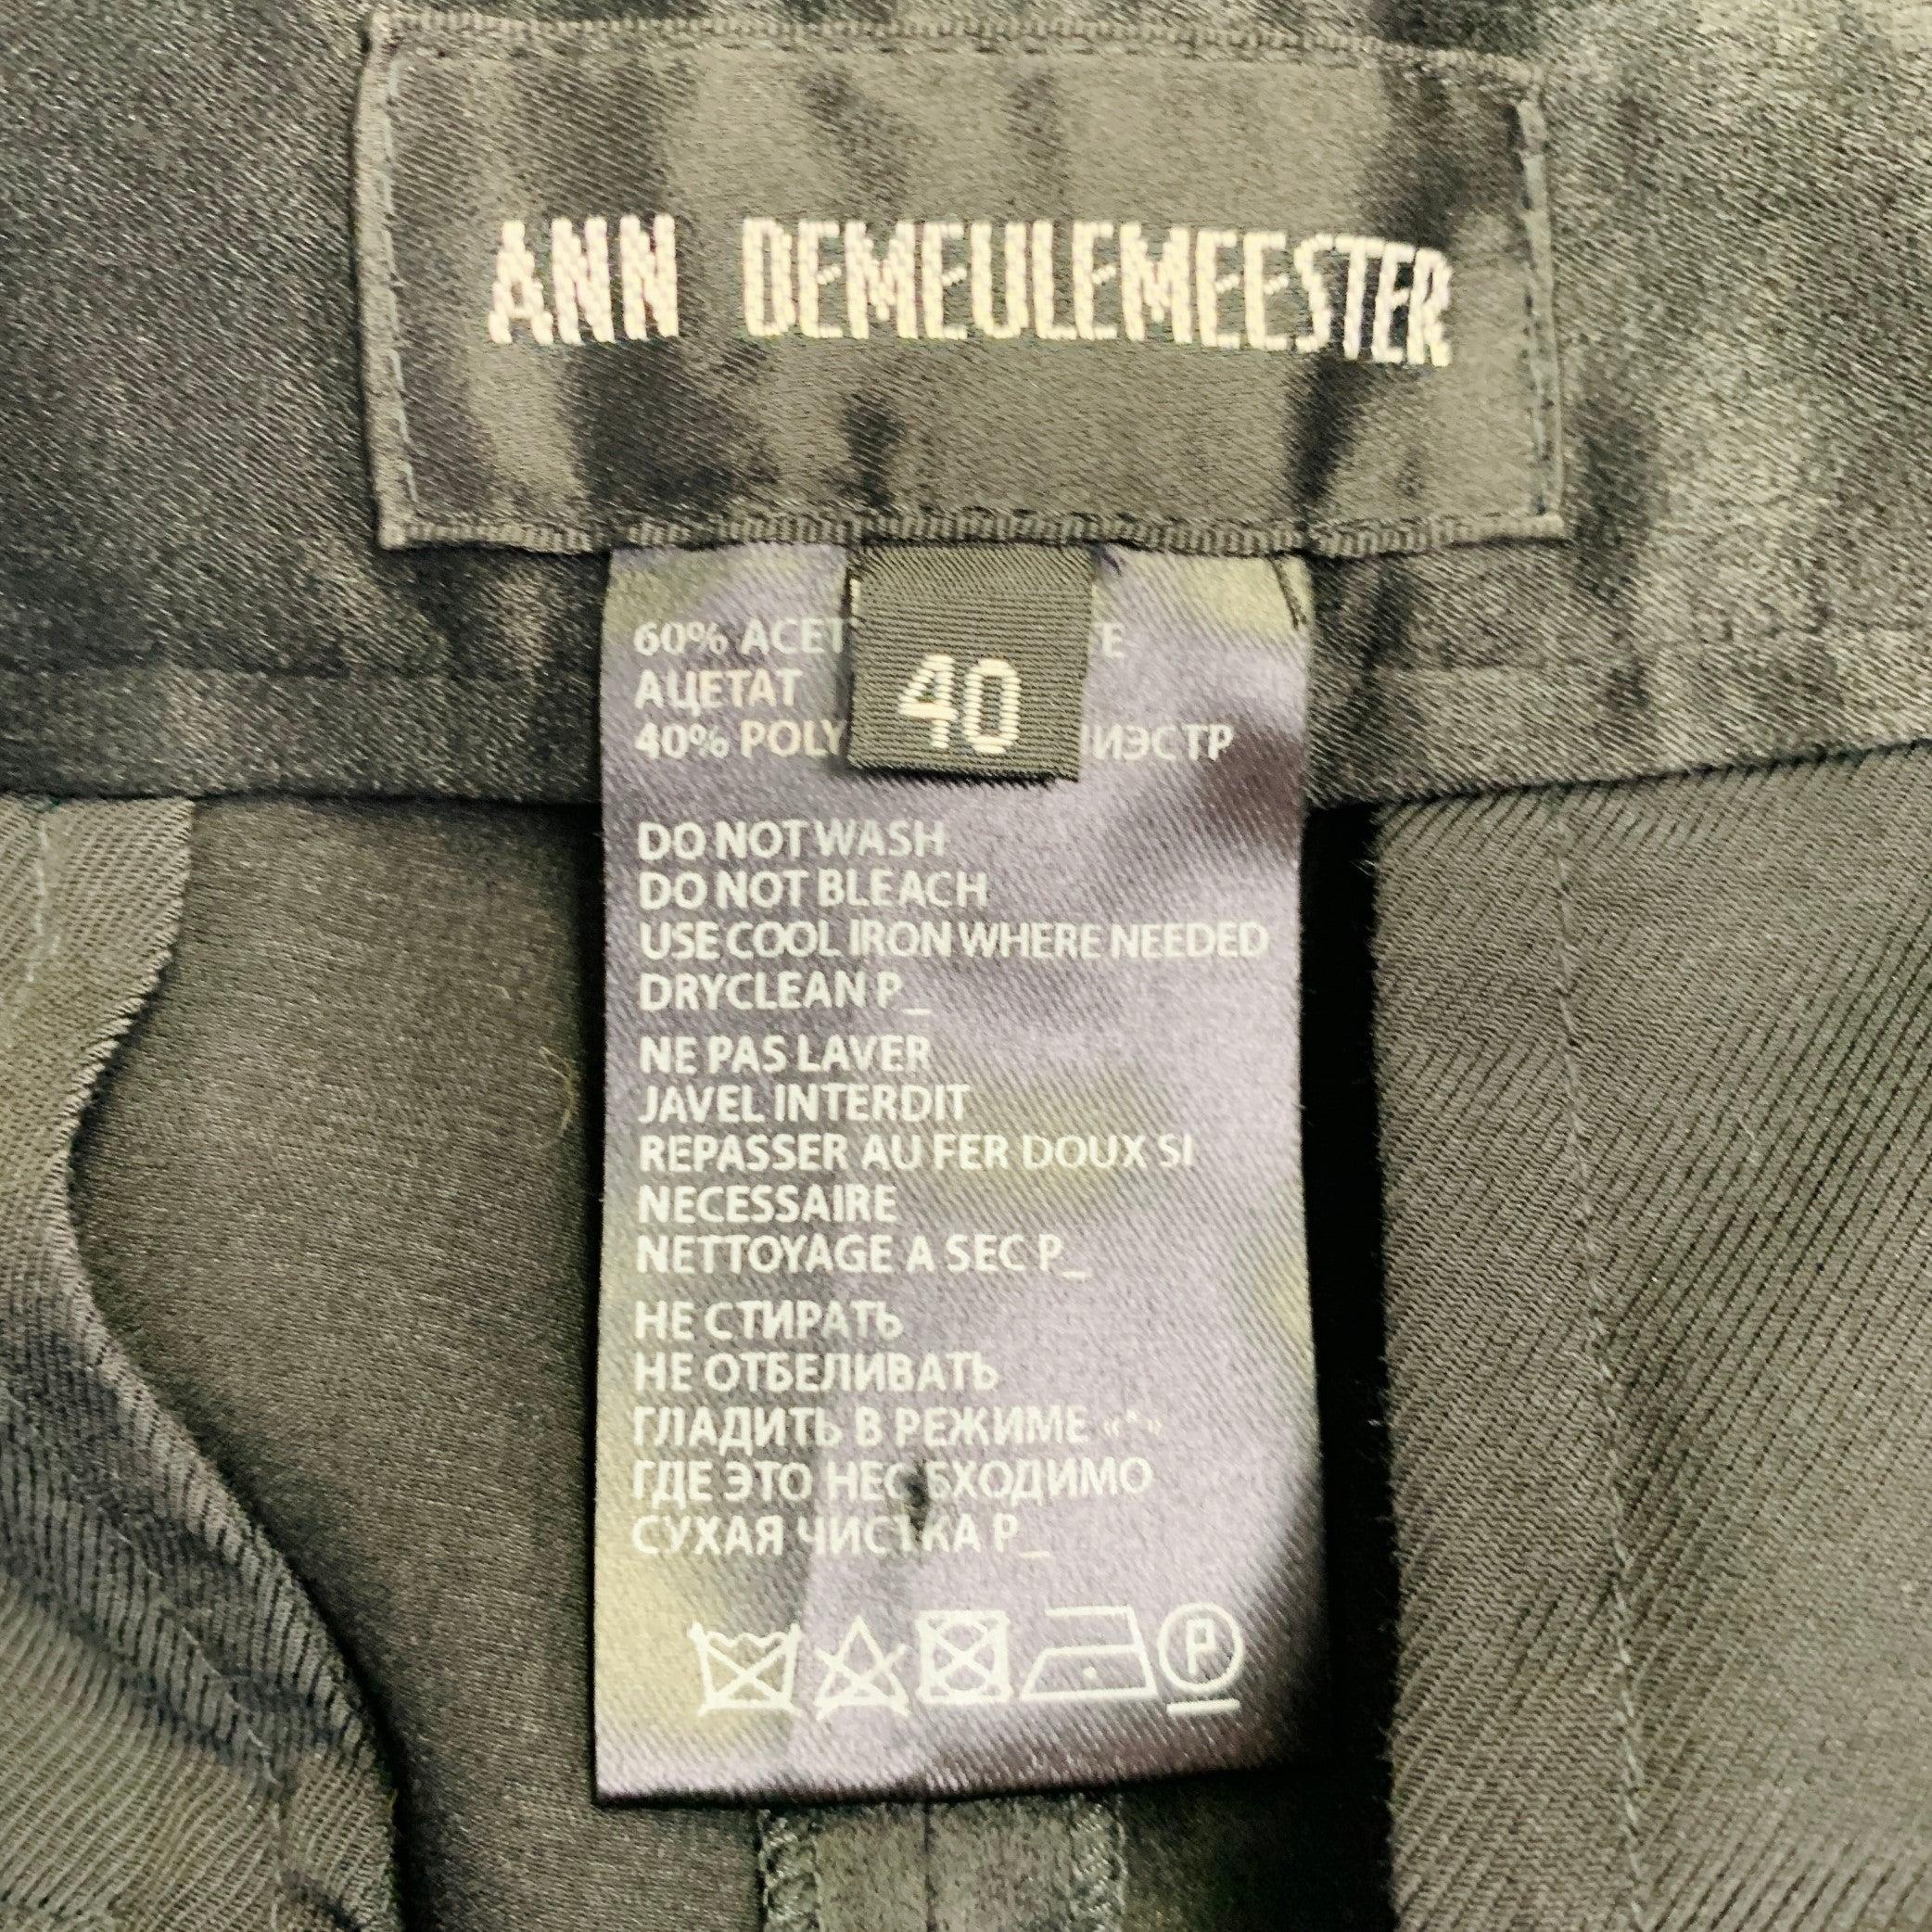 ANN DEMEULEMEESTER
40
60% ACET
АЦЕТАТ
40% POLY
DO NOT WASH
DO NOT BLEACH
USE COOL IRON WHERE NEEDED
DRYCLEAN P_
NE PAS LAVER
JAVEL INTERDIT
REPASSER AU FER DOUX SI
NECESSAIRE
NETTOYAGE A SEC P_
НЕ СТИРАТЬ
НЕ ОТБЕЛИВАТЬ
ГЛАДИТЬ В РЕЖИМЕ «*«
ГДЕ ЭТО НЕОБХОДИМО
СУХАЯ ЧИСТКА P_
P